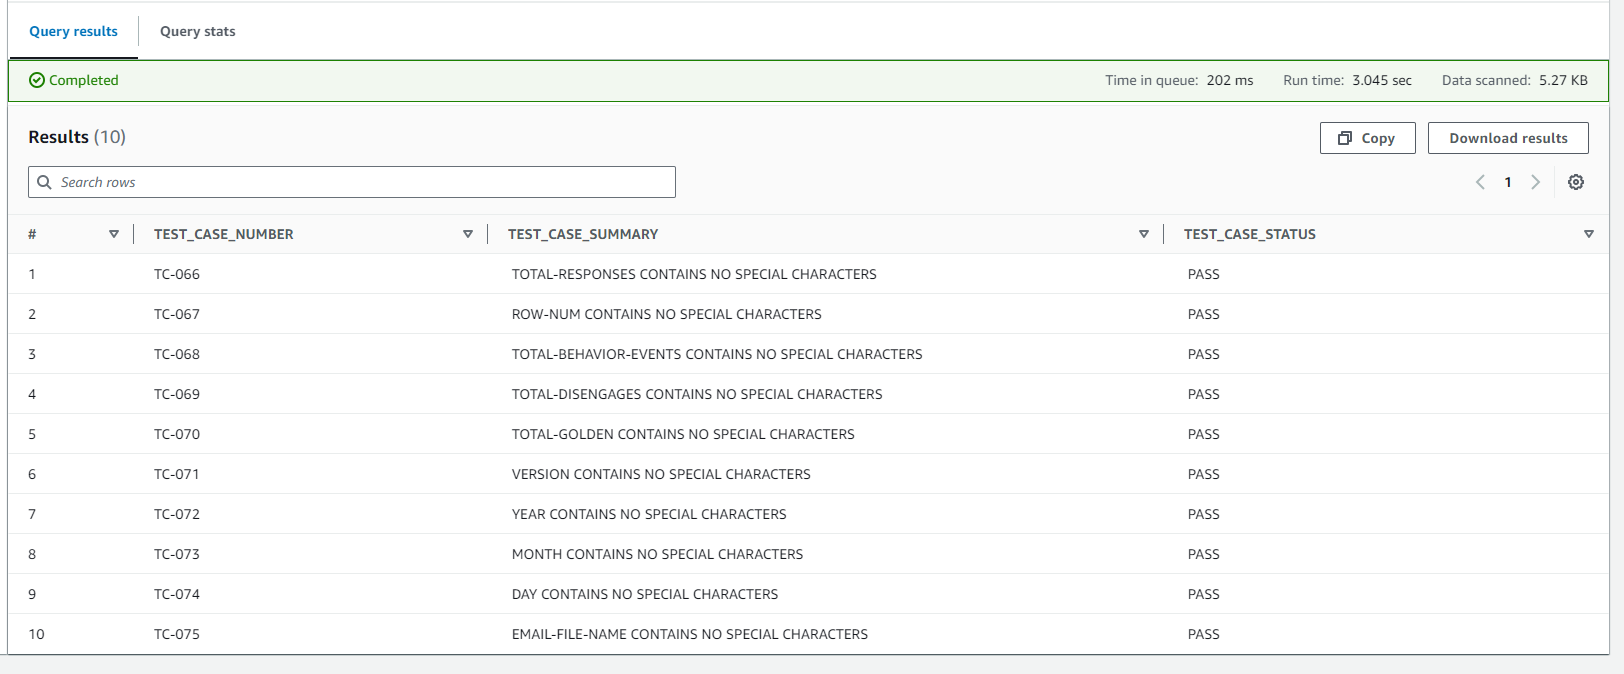 Query results Query stats
Completed Time in queue: 202 ms Run time: 3.045 sec Data scanned: 5.27 KB
Results (10) Copy Download results
Search rows 1
# TEST_CASE_NUMBER TEST_CASE_SUMMARY TEST_CASE_STATUS
1 TC-066 TOTAL-RESPONSES CONTAINS NO SPECIAL CHARACTERS PASS
2 TC-067 ROW-NUM CONTAINS NO SPECIAL CHARACTERS PASS
3 TC-068 TOTAL-BEHAVIOR-EVENTS CONTAINS NO SPECIAL CHARACTERS PASS
4 TC-069 TOTAL-DISENGAGES CONTAINS NO SPECIAL CHARACTERS PASS
5 TC-070 TOTAL-GOLDEN CONTAINS NO SPECIAL CHARACTERS PASS
6 TC-071 VERSION CONTAINS NO SPECIAL CHARACTERS PASS
7 TC-072 YEAR CONTAINS NO SPECIAL CHARACTERS PASS
8 TC-073 MONTH CONTAINS NO SPECIAL CHARACTERS PASS
9 TC-074 DAY CONTAINS NO SPECIAL CHARACTERS PASS
10 TC-075 EMAIL-FILE-NAME CONTAINS NO SPECIAL CHARACTERS PASS